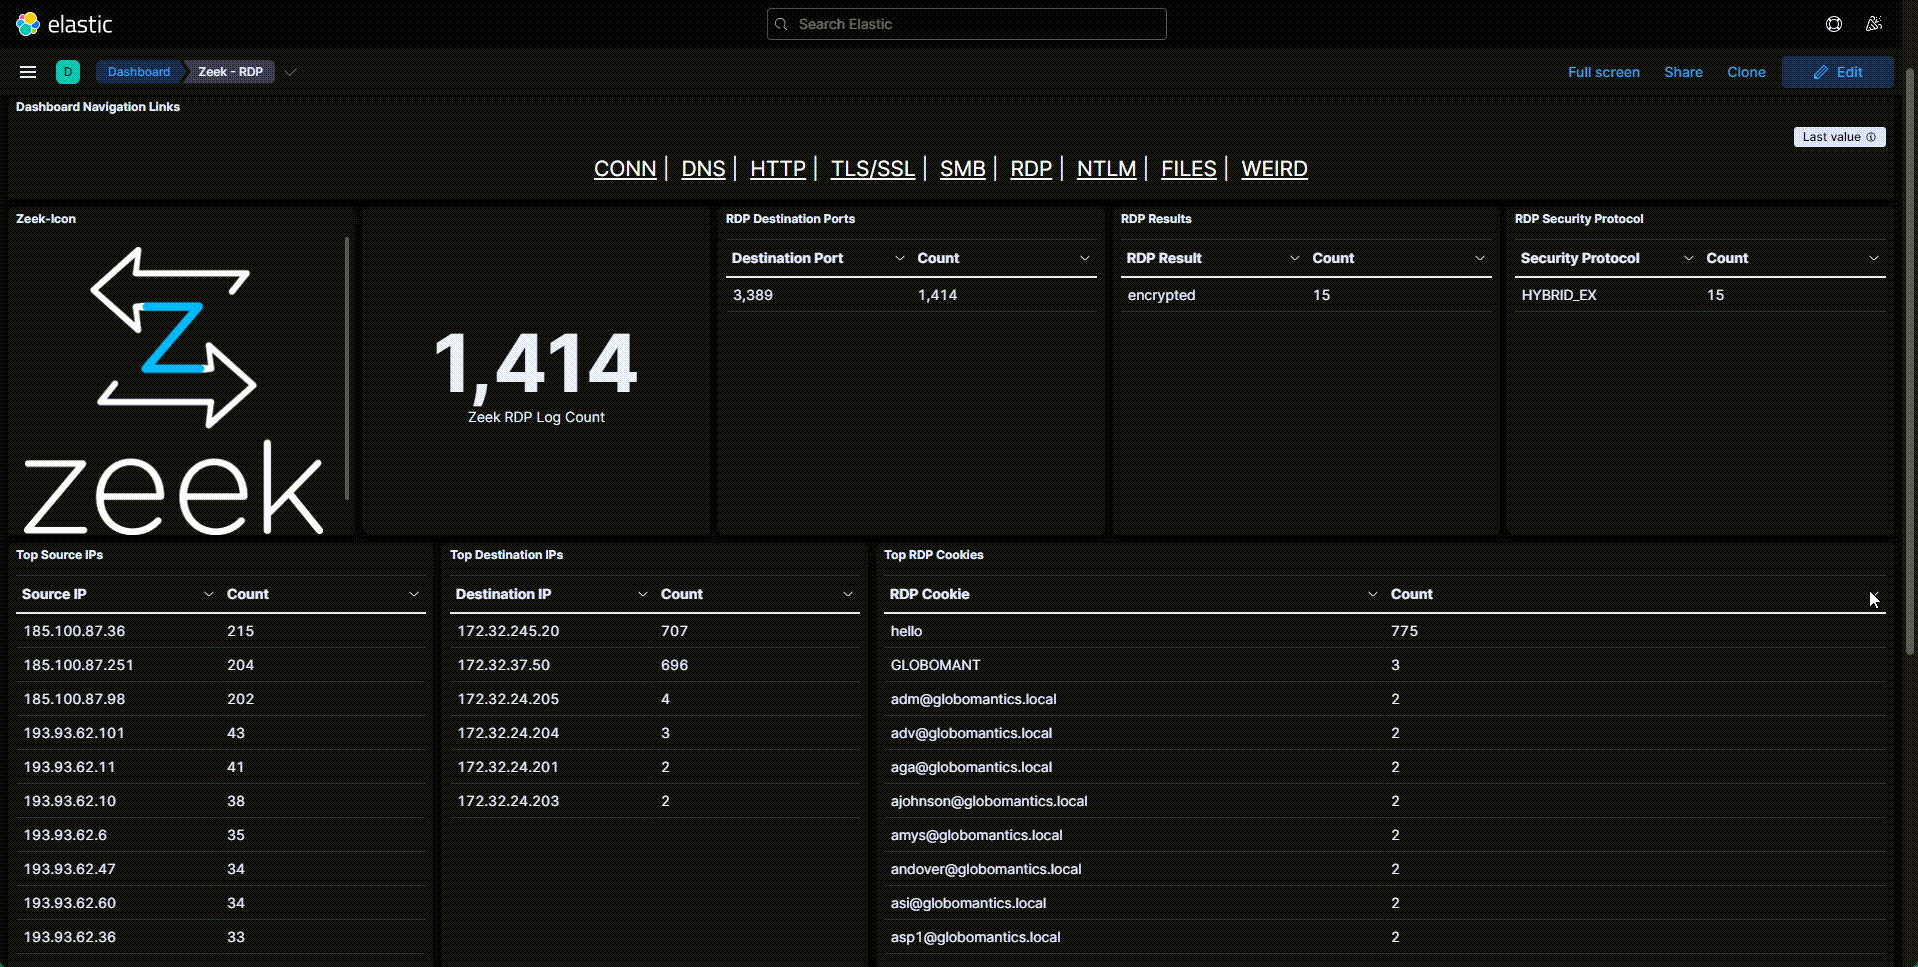 elastic
Search Elastic
D
Dashboard
Zeek - RDP
Full screen
Share
Clone
Edit
Dashboard Navigation Links
Last value
CONN | DNS | HTTP | TLS/SSL | SMB | RDP | NTLM | FILES | WEIRD
Zeek-Icon
zeek
1,414
Zeek RDP Log Count
RDP Destination Ports
Destination Port Count
3,389 1,414
RDP Results
RDP Result Count
encrypted 15
RDP Security Protocol
Security Protocol Count
HYBRID_EX 15
Top Source IPs
Source IP Count
185.100.87.36 215
185.100.87.251 204
185.100.87.98 202
193.93.62.101 43
193.93.62.11 41
193.93.62.10 38
193.93.62.6 35
193.93.62.47 34
193.93.62.60 34
193.93.62.36 33
Top Destination IPs
Destination IP Count
172.32.245.20 707
172.32.37.50 696
172.32.24.205 4
172.32.24.204 3
172.32.24.201 2
172.32.24.203 2
Top RDP Cookies
RDP Cookie Count
hello 775
GLOBOMANT 3
adm@globomantics.local 2
adv@globomantics.local 2
aga@globomantics.local 2
ajohnson@globomantics.local 2
amys@globomantics.local 2
andover@globomantics.local 2
asi@globomantics.local 2
asp1@globomantics.local 2